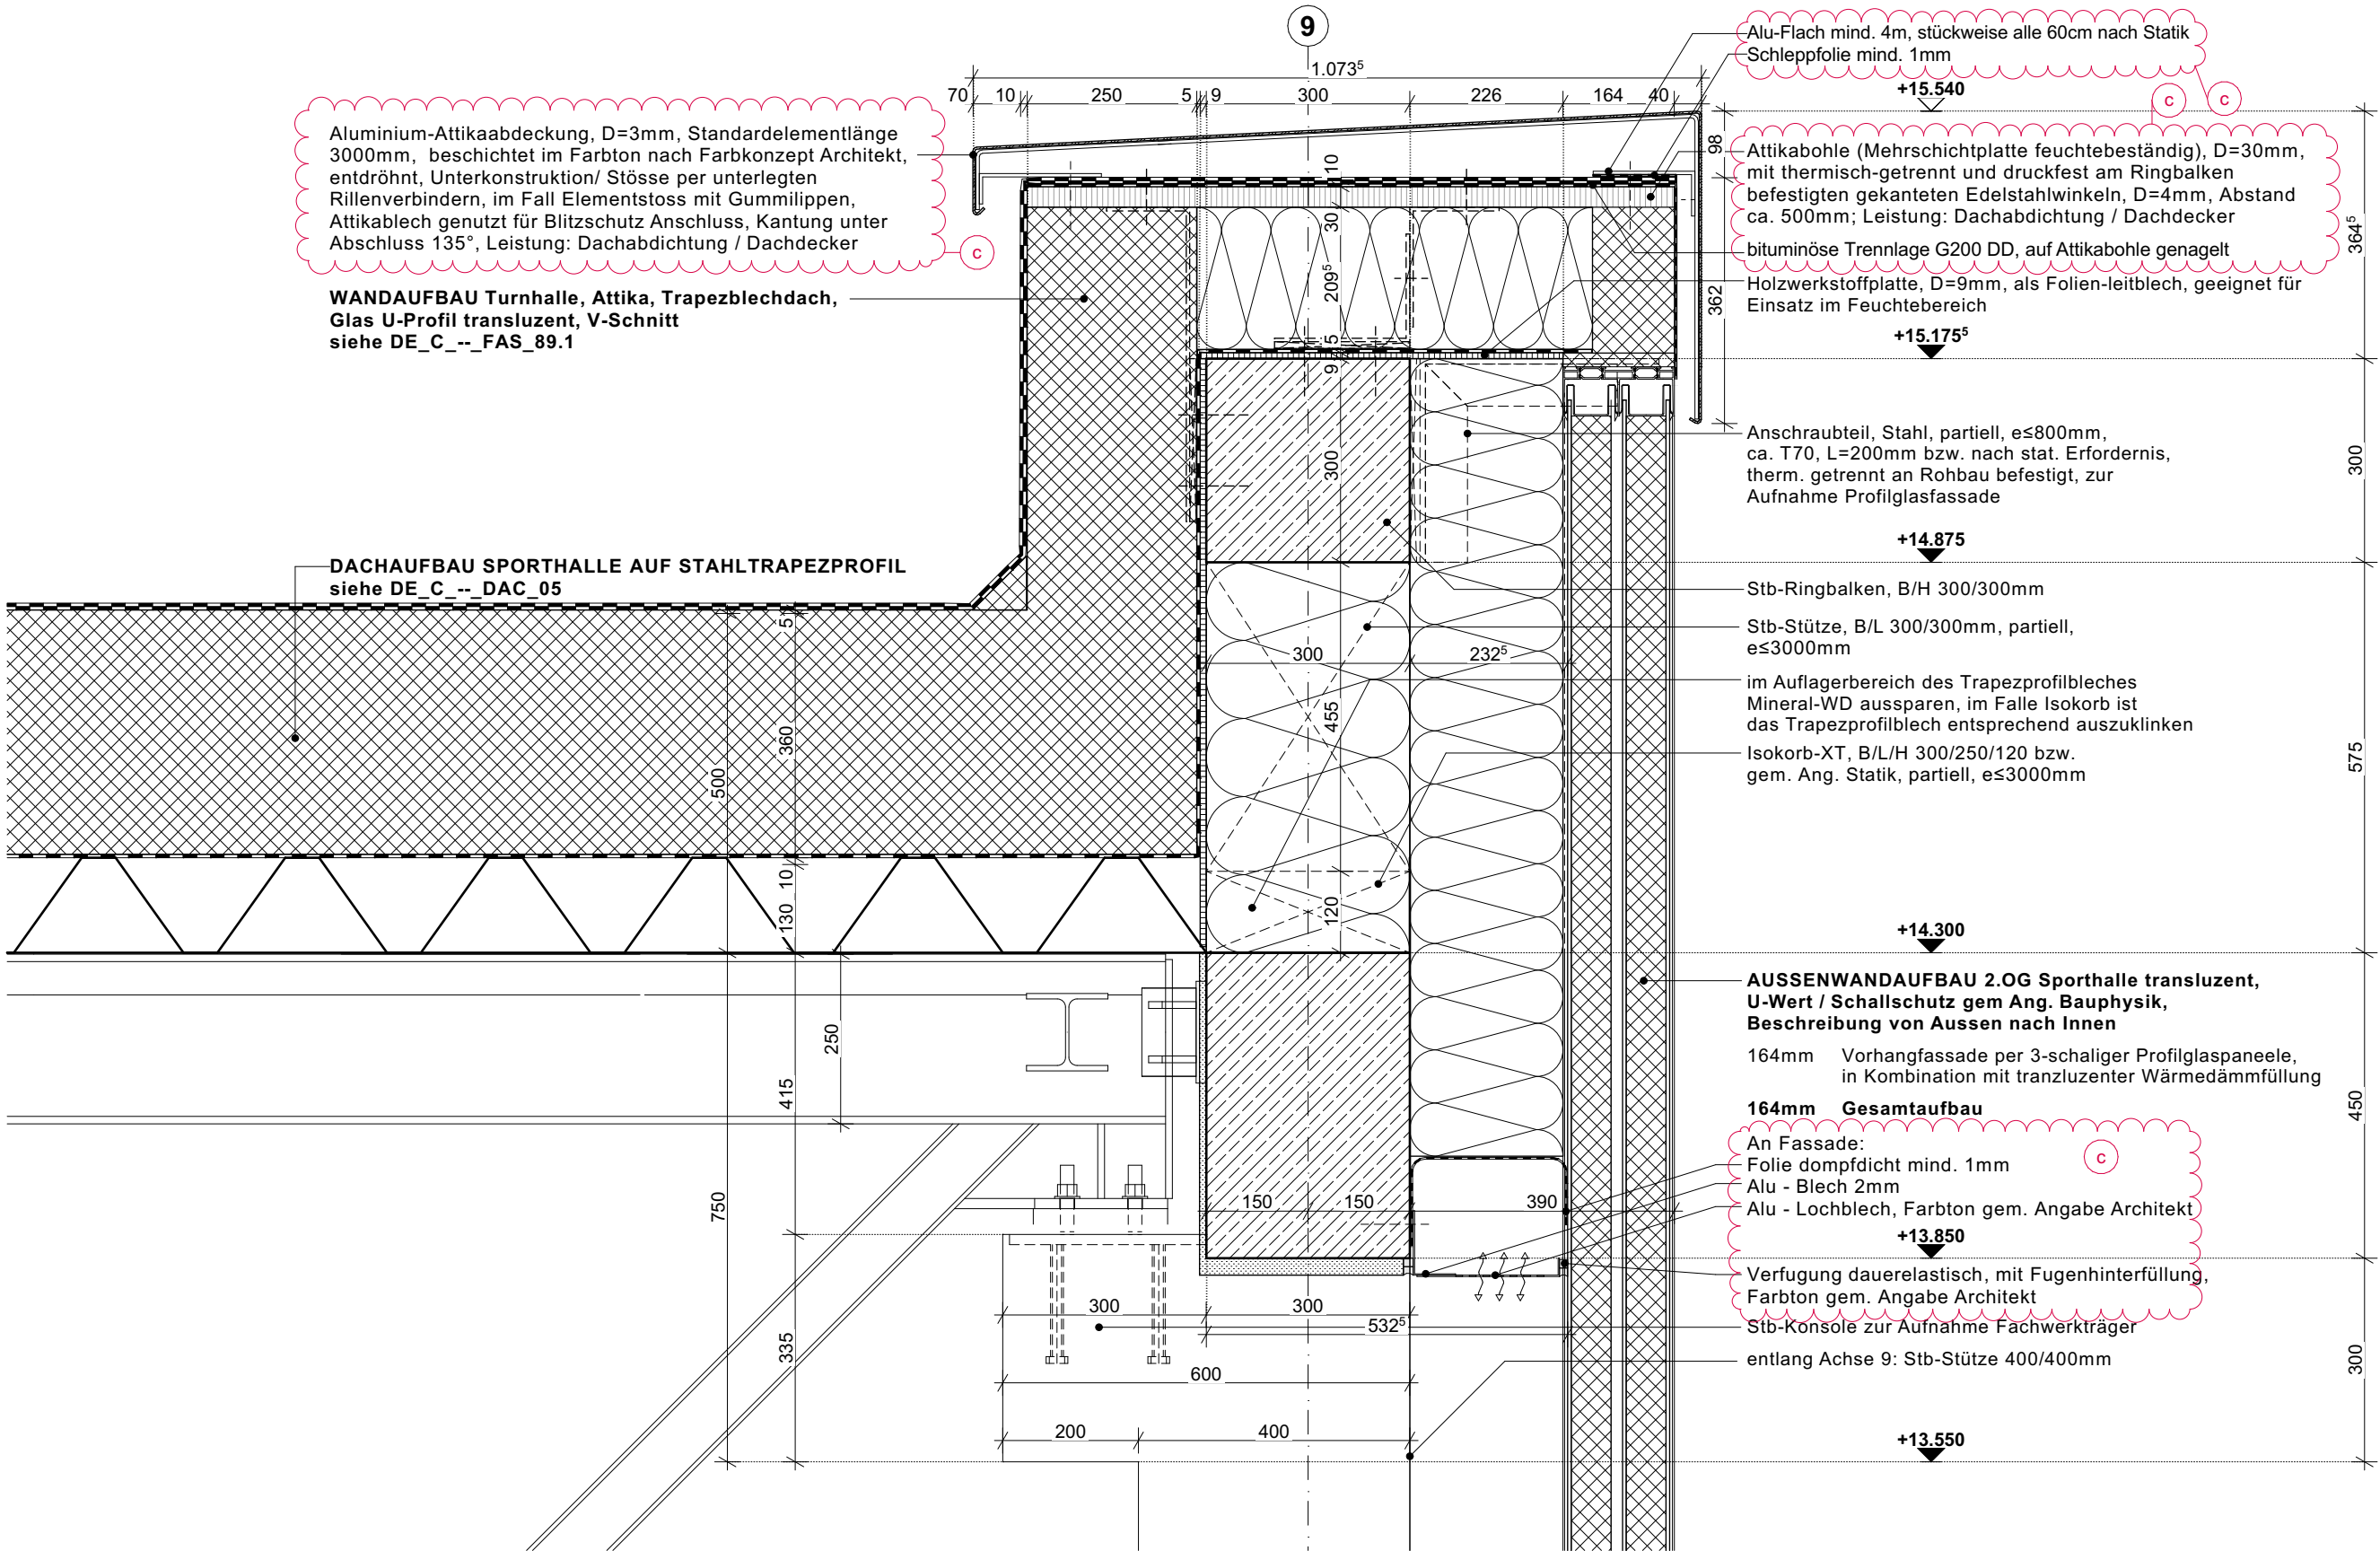 9
1.073⁵
70 10 250 5 9 300 226 164 40
Aluminium-Attikaabdeckung, D=3mm, Standardelementlänge
3000mm, beschichtet im Farbton nach Farbkonzept Architekt,
entdröhnt, Unterkonstruktion/ Stösse per unterlegten
Rillenverbindern, im Fall Elementstoss mit Gummilippen,
Attikablech genutzt für Blitzschutz Anschluss, Kantung unter
Abschluss 135°, Leistung: Dachabdichtung / Dachdecker
c
WANDAUFBAU Turnhalle, Attika, Trapezblechdach,
Glas U-Profil transluzent, V-Schnitt
siehe DE_C_--_FAS_89.1
DACHAUFBAU SPORTHALLE AUF STAHLTRAPEZPROFIL
siehe DE_C_--_DAC_05
Alu-Flach mind. 4m, stückweise alle 60cm nach Statik
Schleppfolie mind. 1mm
+15.540
c
c
Attikabohle (Mehrschichtplatte feuchtebeständig), D=30mm,
mit thermisch-getrennt und druckfest am Ringbalken
befestigten gekanteten Edelstahlwinkeln, D=4mm, Abstand
ca. 500mm; Leistung: Dachabdichtung / Dachdecker
bituminöse Trennlage G200 DD, auf Attikabohle genagelt
Holzwerkstoffplatte, D=9mm, als Folien-leitblech, geeignet für
Einsatz im Feuchtebereich
+15.175⁵
Anschraubteil, Stahl, partiell, e≤800mm,
ca. T70, L=200mm bzw. nach stat. Erfordernis,
therm. getrennt an Rohbau befestigt, zur
Aufnahme Profilglasfassade
+14.875
Stb-Ringbalken, B/H 300/300mm
Stb-Stütze, B/L 300/300mm, partiell,
e≤3000mm
im Auflagerbereich des Trapezprofilbleches
Mineral-WD aussparen, im Falle Isokorb ist
das Trapezprofilblech entsprechend auszuklinken
Isokorb-XT, B/L/H 300/250/120 bzw.
gem. Ang. Statik, partiell, e≤3000mm
+14.300
AUSSENWANDAUFBAU 2.OG Sporthalle transluzent,
U-Wert / Schallschutz gem Ang. Bauphysik,
Beschreibung von Aussen nach Innen
164mm Vorhangfassade per 3-schaliger Profilglaspaneele,
in Kombination mit tranzluzenter Wärmedämmfüllung
164mm Gesamtaufbau
An Fassade:
c
Folie dompfdicht mind. 1mm
Alu - Blech 2mm
Alu - Lochblech, Farbton gem. Angabe Architekt
+13.850
Verfugung dauerelastisch, mit Fugenhinterfüllung,
Farbton gem. Angabe Architekt
Stb-Konsole zur Aufnahme Fachwerkträger
entlang Achse 9: Stb-Stütze 400/400mm
+13.550
98
362
10
30
209⁵
5
9
300
455
120
300 232⁵
5
360
10
130
500
250
415
750
335
150 150 390
300 300
532⁵
600
200 400
364⁵
300
575
450
300